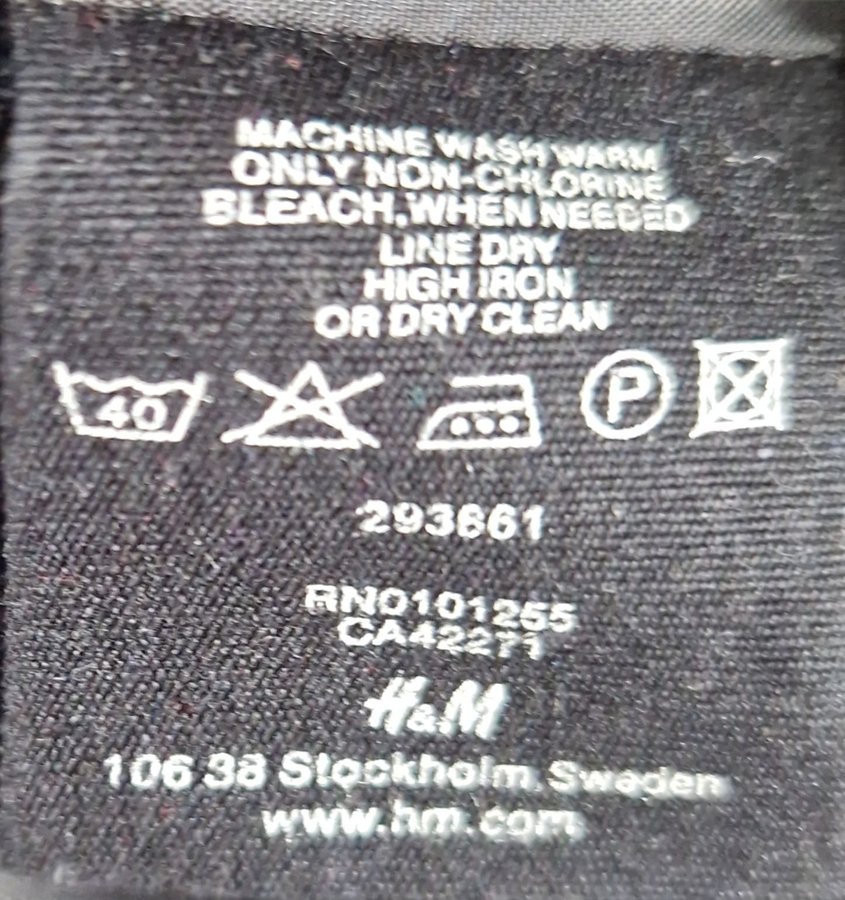 MACHINE WASH WARM
ONLY NON-CHLORINE
BLEACH, WHEN NEEDED
LINE DRY
HIGH IRON
OR DRY CLEAN
40 P
293661
RN0101255
CA42271
H&M
106 38 Stockholm, Sweden
www.hm.com